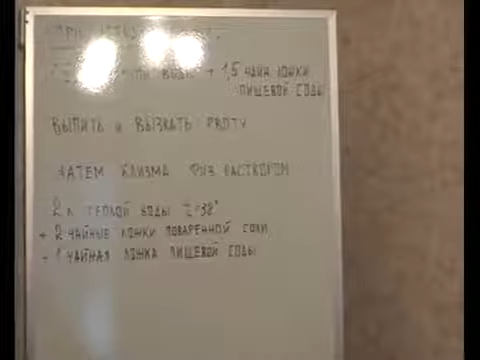 ВОДЫ + 1,5 ЧАЙН ЛОЖКИ
ПИЩЕВОЙ СОДЫ
ВЫПИТЬ и ВЫЗВАТЬ РВОТУ
ЗАТЕМ КЛИЗМА ФИЗ РАСТВОРОМ
2 л ТЕПЛОЙ ВОДЫ t=38°
+ 2 ЧАЙНЫЕ ЛОЖКИ ПОВАРЕННОЙ СОЛИ
+ 1 ЧАЙНАЯ ЛОЖКА ПИЩЕВОЙ СОДЫ